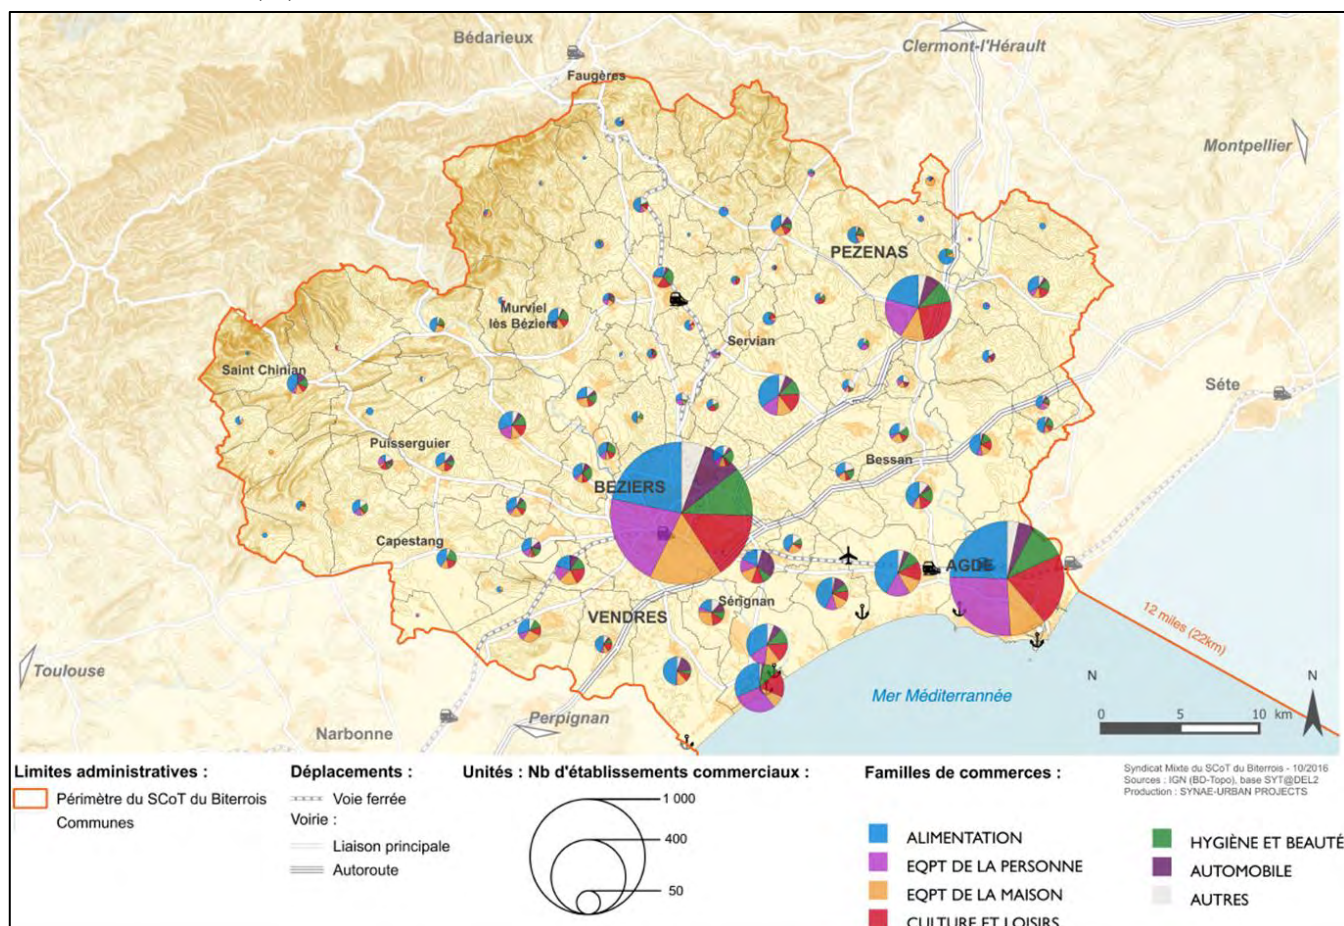 Bédarieux
Clermont-l'Hérault
Faugères
Montpellier
PEZENAS
Murviel
lès Béziers
Servian
Saint Chinian
Séte
Puisserguier
Bessan
BEZIERS
Capestang
AGDE
Sérignan
VENDRES
12 miles (22km)
Toulouse
Mer Méditerrannée
N
N
Perpignan
0 5 10 km
Narbonne
Limites administratives :
Périmètre du SCoT du Biterrois
Communes
Déplacements :
Voie ferrée
Voirie :
Liaison principale
Autoroute
Unités : Nb d'établissements commerciaux :
1 000
400
50
Familles de commerces :
ALIMENTATION
EQPT DE LA PERSONNE
EQPT DE LA MAISON
CULTURE ET LOISIRS
HYGIÈNE ET BEAUTÉ
AUTOMOBILE
AUTRES
Syndicat Mixte du SCoT du Biterrois - 10/2016
Sources : IGN (BD-Topo), base SYT@DEL2
Production : SYNAE-URBAN PROJECTS